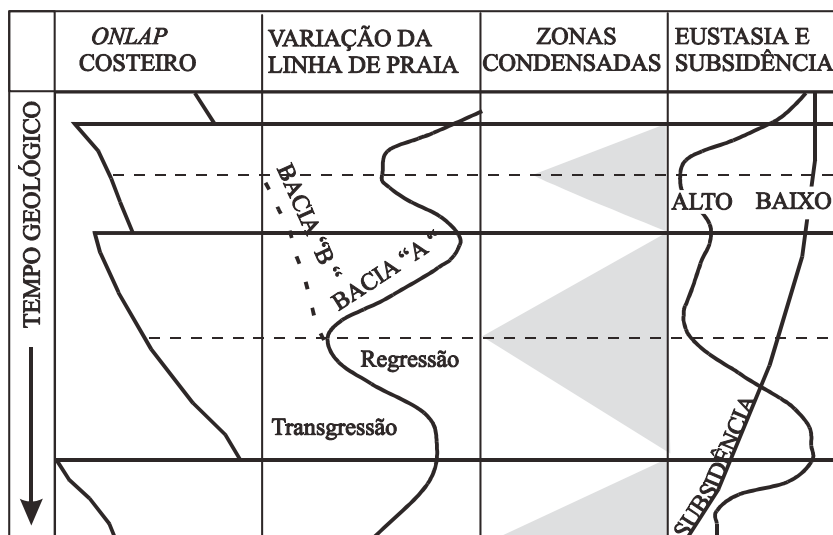 ONLAP
COSTEIRO
VARIAÇÃO DA
LINHA DE PRAIA
ZONAS
CONDENSADAS
EUSTASIA E
SUBSIDÊNCIA
TEMPO GEOLÓGICO
BACIA “B“
BACIA “A“
Regressão
Transgressão
ALTO BAIXO
SUBSIDÊNCIA